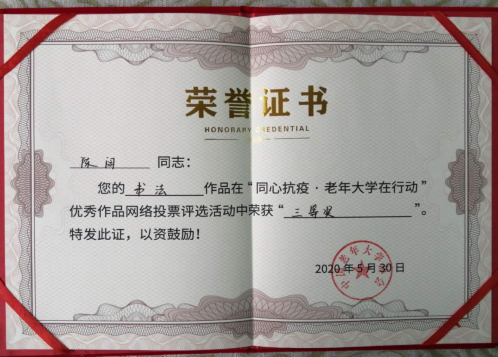 荣誉证书
HONORARY CREDENTIAL
陈闯 同志：
您的 书法 作品在“同心抗疫·老年大学在行动”
优秀作品网络投票评选活动中荣获“ 三等奖 ”。
特发此证，以资鼓励！
2020年5月30日